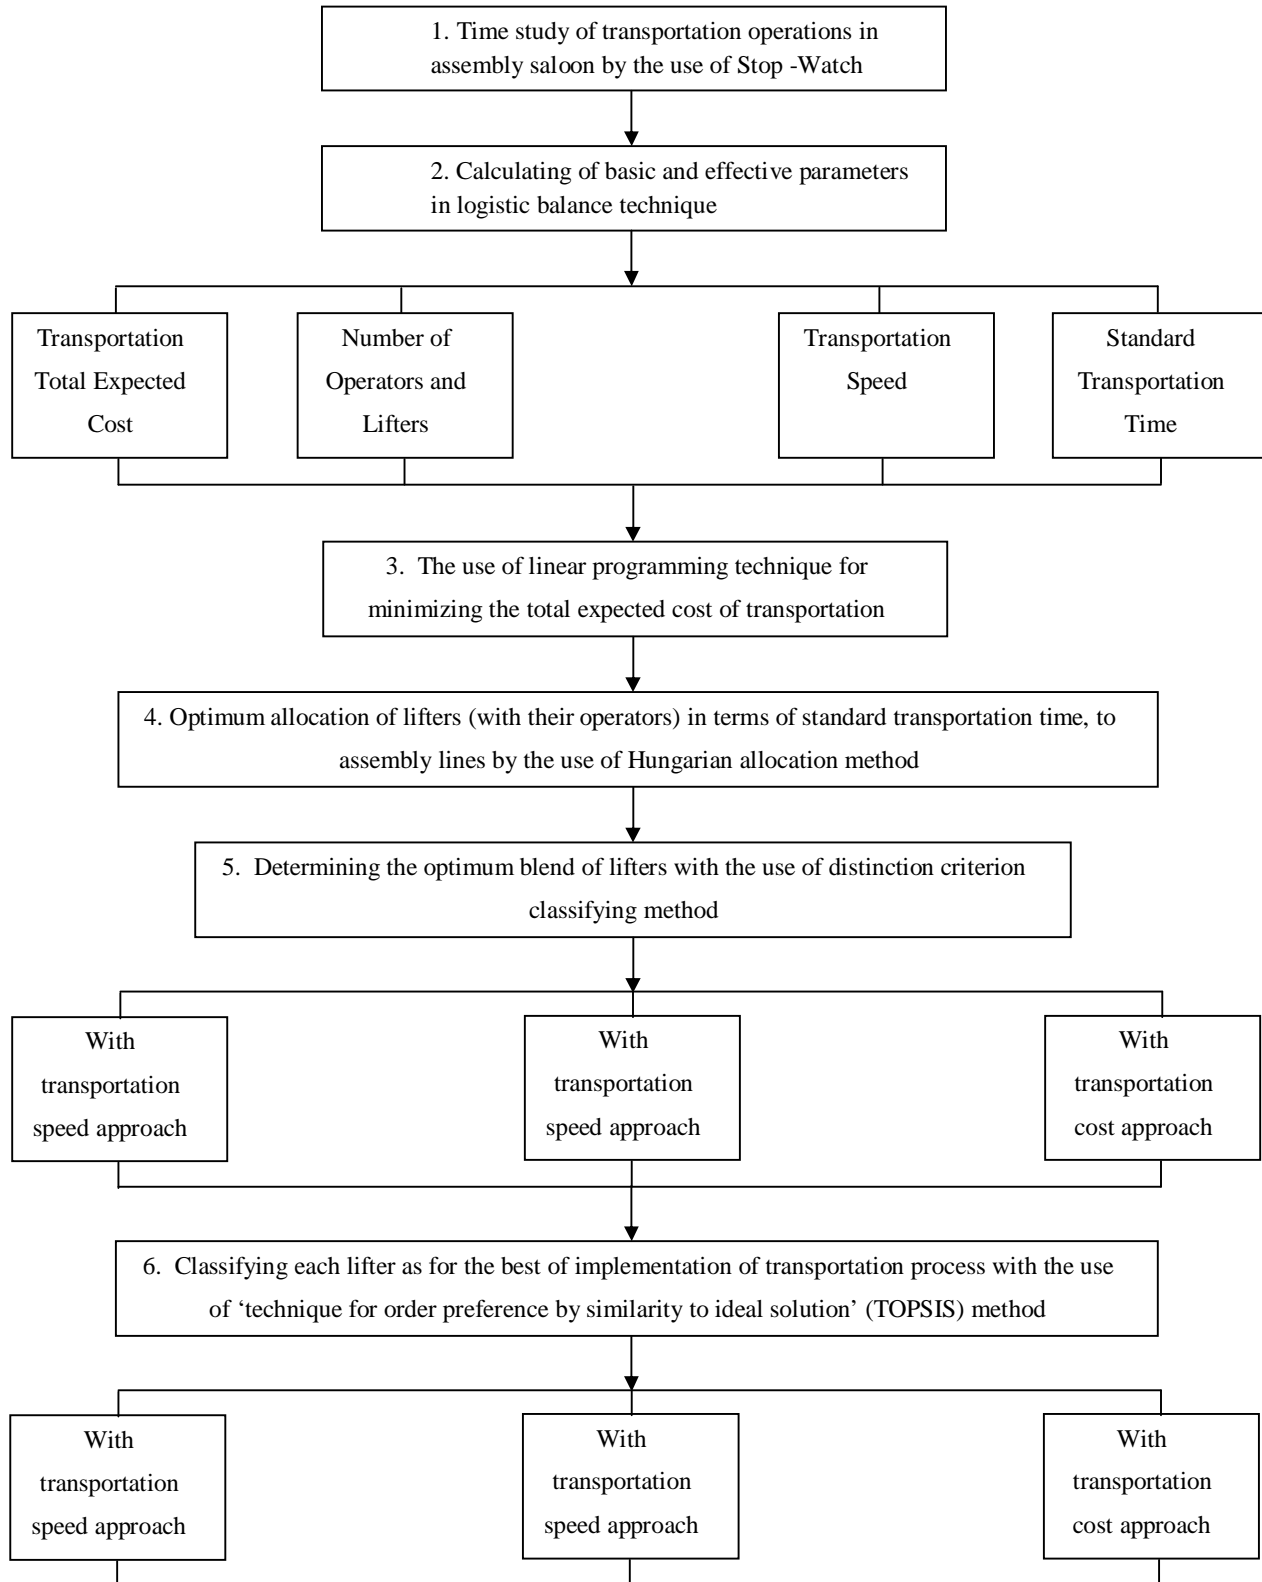 1. Time study of transportation operations in
assembly saloon by the use of Stop -Watch
2. Calculating of basic and effective parameters
in logistic balance technique
Transportation
Total Expected
Cost
Number of
Operators and
Lifters
Transportation
Speed
Standard
Transportation
Time
3. The use of linear programming technique for
minimizing the total expected cost of transportation
4. Optimum allocation of lifters (with their operators) in terms of standard transportation time, to
assembly lines by the use of Hungarian allocation method
5. Determining the optimum blend of lifters with the use of distinction criterion
classifying method
With
transportation
speed approach
With
transportation
speed approach
With
transportation
cost approach
6. Classifying each lifter as for the best of implementation of transportation process with the use
of ‘technique for order preference by similarity to ideal solution’ (TOPSIS) method
With
transportation
speed approach
With
transportation
speed approach
With
transportation
cost approach